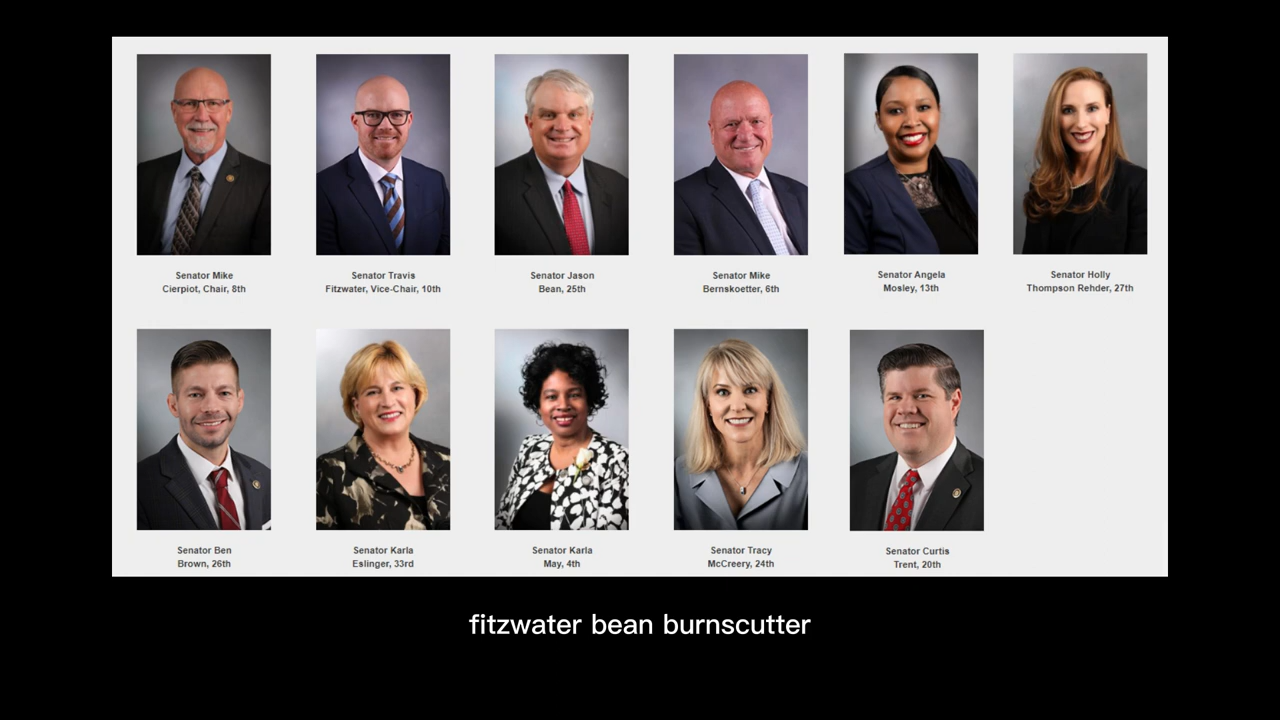 Senator Mike
Cierpiot, Chair, 8th
Senator Travis
Fitzwater, Vice-Chair, 10th
Senator Jason
Bean, 25th
Senator Mike
Bernskoetter, 6th
Senator Angela
Mosley, 13th
Senator Holly
Thompson Rehder, 27th
Senator Ben
Brown, 26th
Senator Karla
Eslinger, 33rd
Senator Karla
May, 4th
Senator Tracy
McCreery, 24th
Senator Curtis
Trent, 20th
fitzwater bean burnscutter